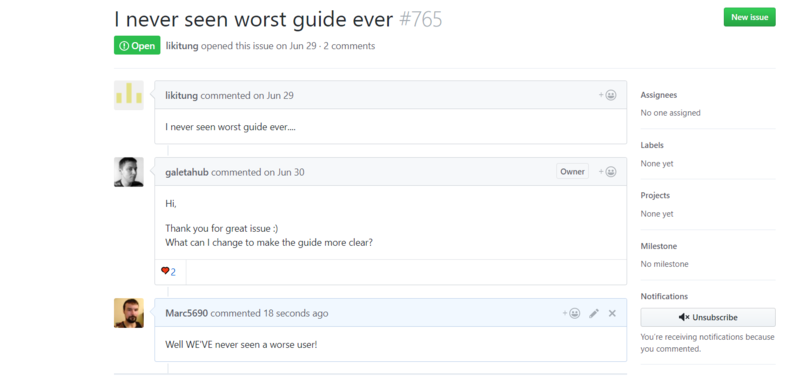 I never seen worst guide ever #765
New issue
Open likitung opened this issue on Jun 29 · 2 comments
likitung commented on Jun 29
I never seen worst guide ever....
galetahub commented on Jun 30 Owner
Hi,
Thank you for great issue :)
What can I change to make the guide more clear?
2
Marc5690 commented 18 seconds ago
Well WE'VE never seen a worse user!
Assignees
No one assigned
Labels
None yet
Projects
None yet
Milestone
No milestone
Notifications
Unsubscribe
You're receiving notifications because
you commented.